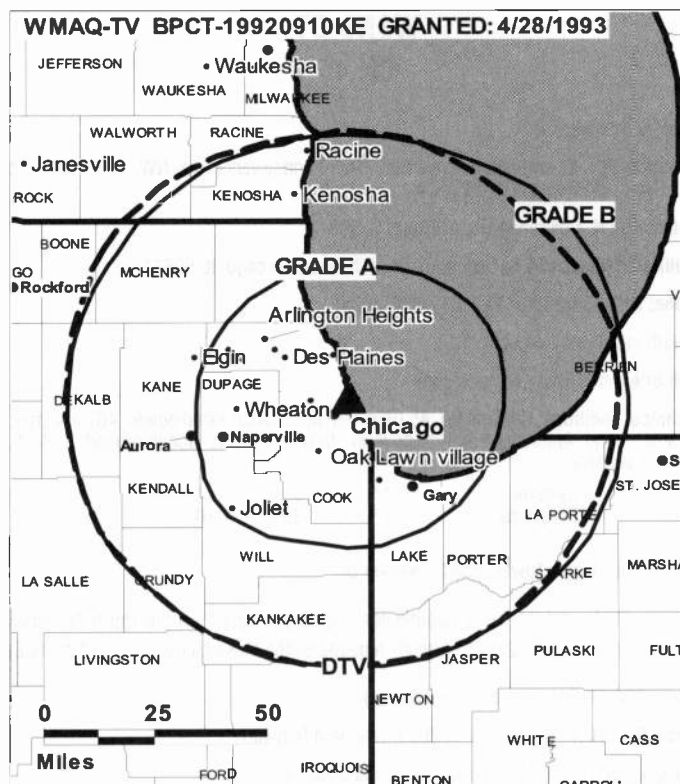 WMAQ-TV BPCT-19920910KE GRANTED: 4/28/1993
JEFFERSON
Waukesha
WAUKESHA
MILWAUKEE
WALWORTH
RACINE
Racine
Janesville
ROCK
KENOSHA
Kenosha
GRADE B
BOONE
MCHENRY
GRADE A
GO
Rockford
Arlington Heights
Elgin
Des Plaines
BERRIEN
KANE
DUPAGE
DEKALB
Wheaton
Chicago
Aurora
Naperville
Oak Lawn village
S
KENDALL
COOK
Gary
ST. JOSE
Joliet
LA PORTE
WILL
LAKE
PORTER
MARSHA
LA SALLE
GRUNDY
STARKE
KANKAKEE
LIVINGSTON
DTV
JASPER
PULASKI
FULT
NEWTON
0 25 50
Miles
WHITE
CASS
FORD
IROQUOIS
BENTON
CARROLL